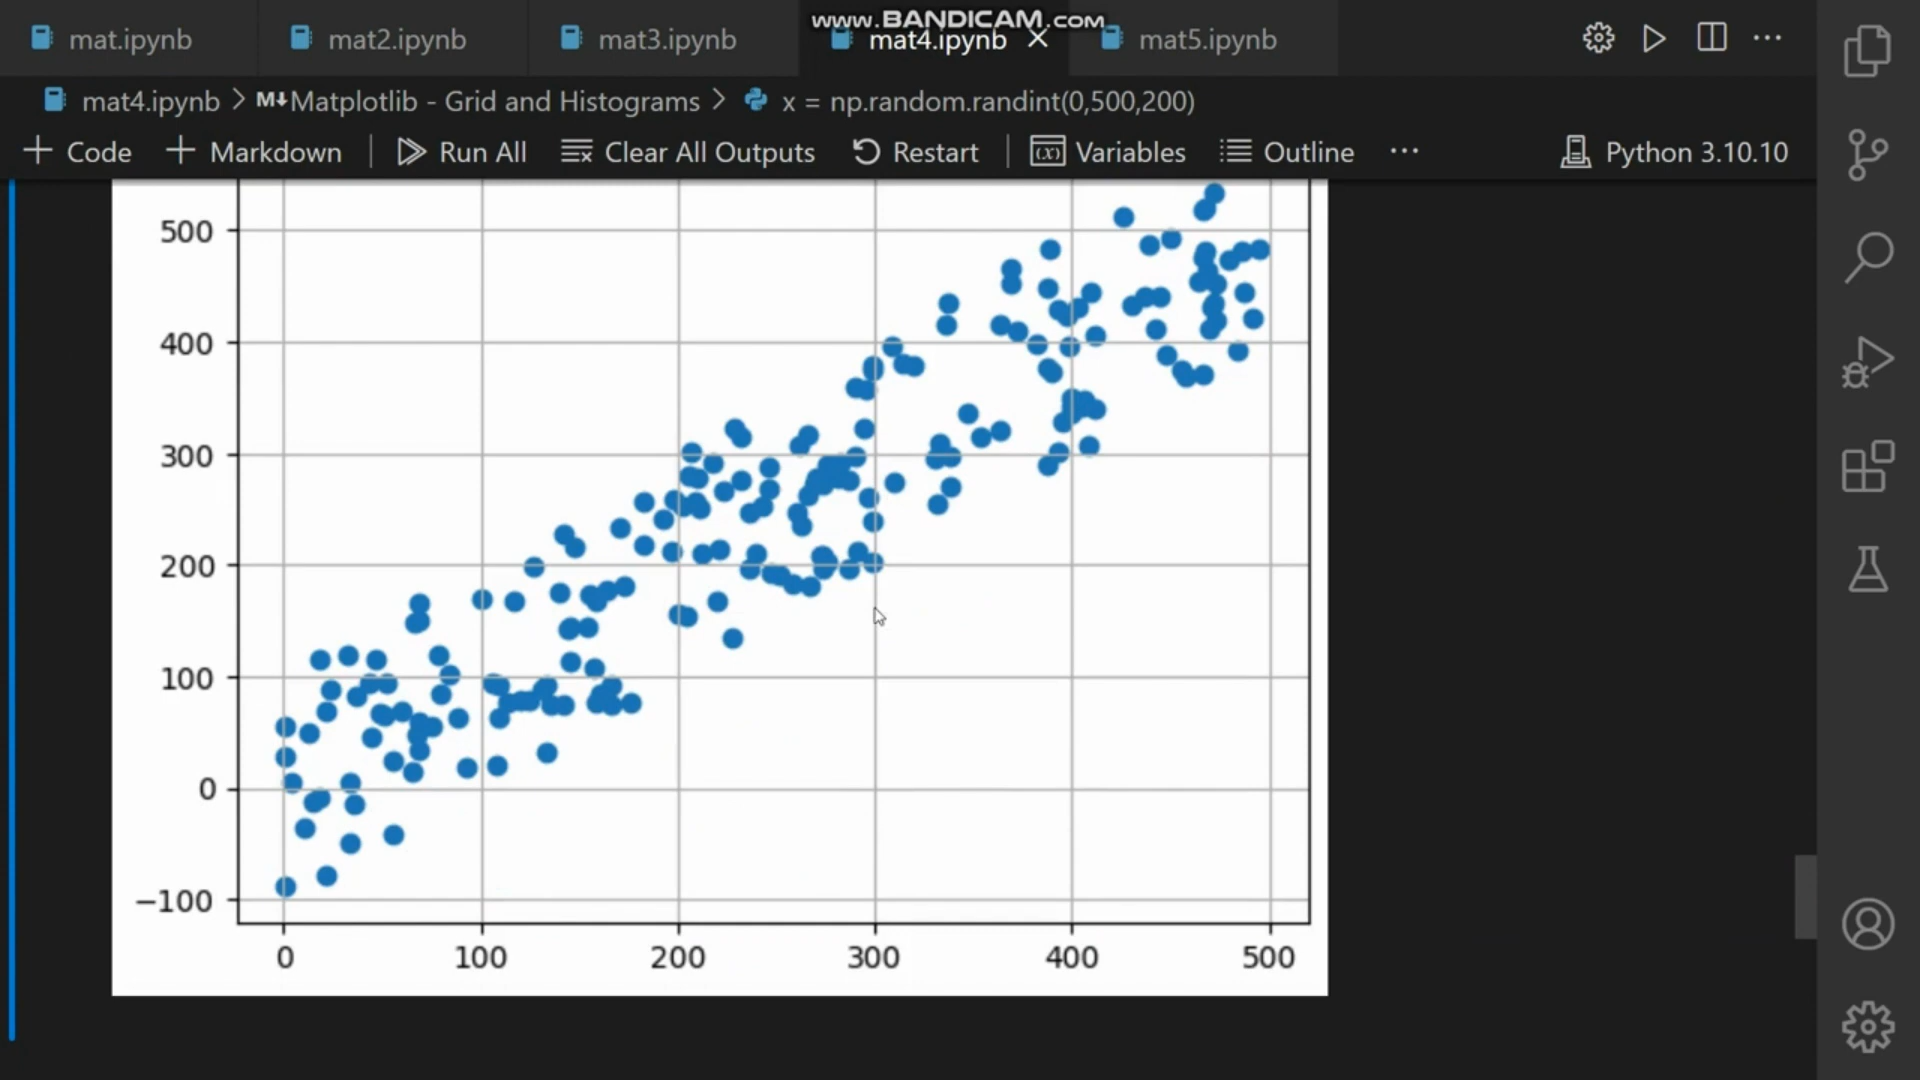 www.BANDICAM.com
mat.ipynb mat2.ipynb mat3.ipynb mat4.ipynb mat5.ipynb
mat4.ipynb > M↓Matplotlib - Grid and Histograms > x = np.random.randint(0,500,200)
+ Code + Markdown | Run All Clear All Outputs Restart | (x) Variables Outline ... Python 3.10.10
500
400
300
200
100
0
−100
0 100 200 300 400 500